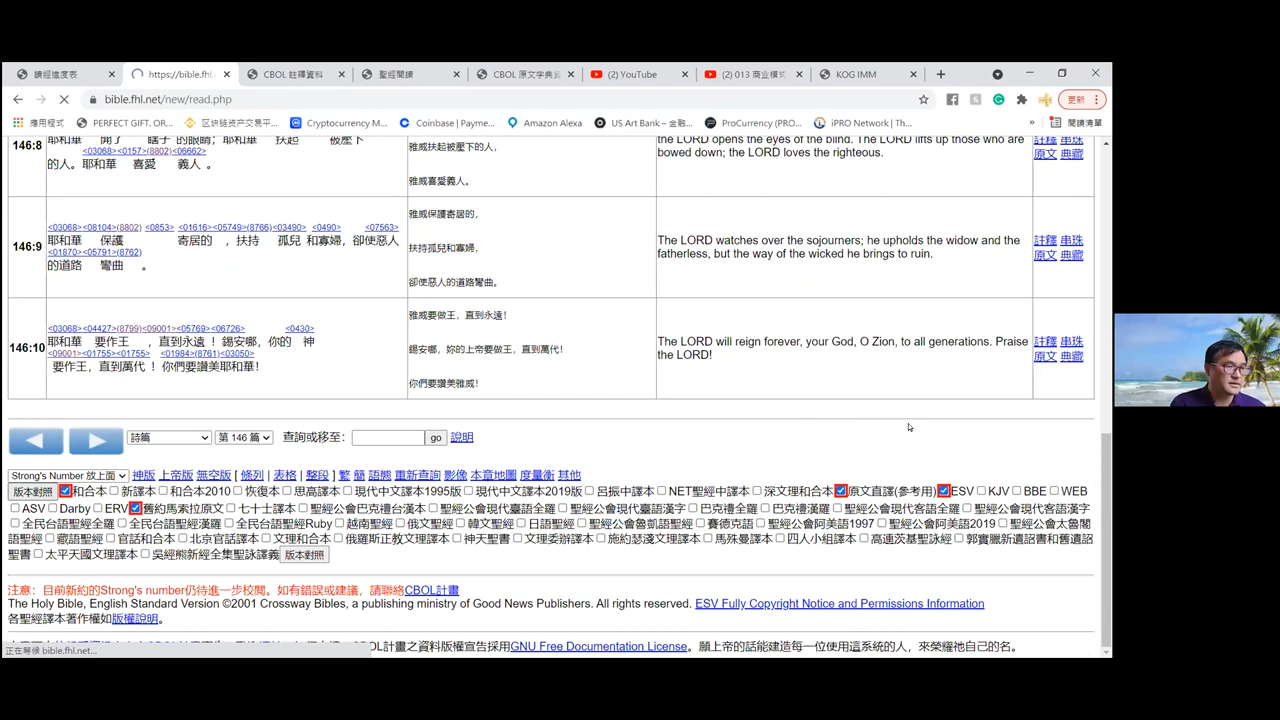 讀經進度表
https://bible.fhl.
CBOL 註釋資料
聖經閱讀
CBOL 原文字典
(2) YouTube
(2) 013 商业模式
KOG IMM
bible.fhl.net/new/read.php
更新
應用程式
PERFECT GIFT. OR...
区块链资产交易...
Cryptocurrency M...
Coinbase | Payme...
Amazon Alexa
US Art Bank – 金融...
ProCurrency (PRO...
iPRO Network | Th...
»
閱讀清單
146:8
耶和華 開了 瞎子 的眼睛；耶和華 扶起 被壓下
<03068> <0157>(8802) <06662>
的人。耶和華 喜愛 義人 。
雅威扶起被壓下的人，
雅威喜愛義人。
the LORD opens the eyes of the blind. The LORD lifts up those who are
bowed down; the LORD loves the righteous.
註釋 串珠
原文 典藏
146:9
<03068><08104>(8802) <0853> <01616><05749>(8766)<03490> <0490> <07563>
耶和華 保護 寄居的 ，扶持 孤兒 和寡婦，卻使惡人
<01870><05791>(8762)
的道路 彎曲 。
雅威保護寄居的，
扶持孤兒和寡婦，
卻使惡人的道路彎曲。
The LORD watches over the sojourners; he upholds the widow and the
fatherless, but the way of the wicked he brings to ruin.
註釋 串珠
原文 典藏
146:10
<03068><04427>(8799)<09001><05769><06726> <0430>
耶和華 要作王 ，直到永遠！錫安哪，你的 神
<09001><01755><01755> <01984>(8761)<03050>
要作王，直到萬代！你們要讚美耶和華！
雅威要做王，直到永遠！
錫安哪，妳的上帝要做王，直到萬代！
你們要讚美雅威！
The LORD will reign forever, your God, O Zion, to all generations. Praise
the LORD!
註釋 串珠
原文 典藏
詩篇 第 146 篇 查詢或移至： go 說明
Strong's Number 放上面 神版 上帝版 無空版 [ 條列 | 表格 | 整段 ] 繁 簡 語態 重新查詢 影像 本章地圖 度量衡 其他
版本對照 和合本 新譯本 和合本2010 恢復本 思高譯本 現代中文譯本1995版 現代中文譯本2019版 呂振中譯本 NET聖經中譯本 深文理和合本 原文直譯(參考用) ESV KJV BBE WEB
ASV Darby ERV 舊約馬索拉原文 七十士譯本 聖經公會巴克禮台漢本 聖經公會現代臺語全羅 聖經公會現代臺語漢字 巴克禮全羅 巴克禮漢羅 聖經公會現代客語全羅 聖經公會現代客語漢字
全民台語聖經全羅 全民台語聖經漢羅 全民台語聖經Ruby 越南聖經 俄文聖經 韓文聖經 日語聖經 聖經公會魯凱語聖經 賽德克語 聖經公會阿美語1997 聖經公會阿美語2019 聖經公會太魯閣
語聖經 藏語聖經 官話和合本 北京官話譯本 文理和合本 俄羅斯正教文理譯本 神天聖書 文理委辦譯本 施約瑟淺文理譯本 馬殊曼譯本 四人小組譯本 高連茨基聖詠經 郭實臘新遺詔書和舊遺詔
聖書 太平天國文理譯本 吳經熊新經全集聖詠譯義 版本對照
注意：目前新約的Strong's number仍待進一步校閱。如有錯誤或建議，請聯絡CBOL計畫
The Holy Bible, English Standard Version ©2001 Crossway Bibles, a publishing ministry of Good News Publishers. All rights reserved. ESV Fully Copyright Notice and Permissions Information
各聖經譯本著作權如版權說明。
計畫之資料版權宣告採用GNU Free Documentation License。願上帝的話能建造每一位使用這系統的人，來榮耀祂自己的名。
正在等候 bible.fhl.net...